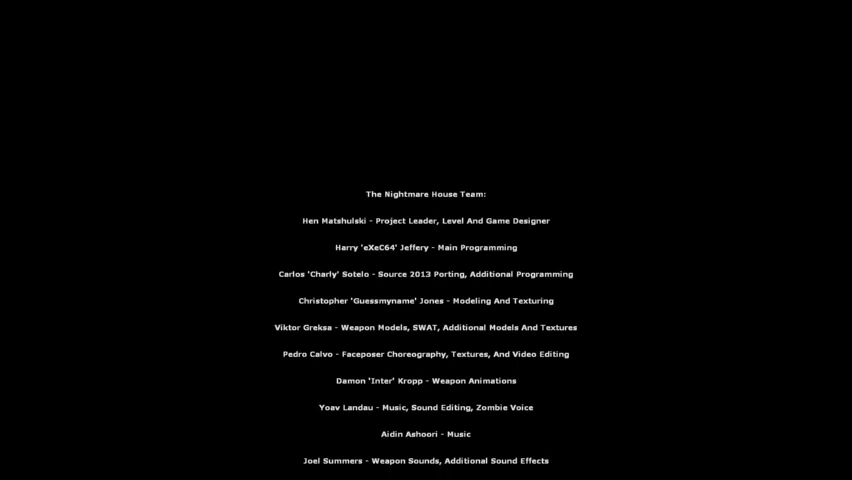 The Nightmare House Team:
Hen Matshulski - Project Leader, Level And Game Designer
Harry 'eXeC64' Jeffery - Main Programming
Carlos 'Charly' Sotelo - Source 2013 Porting, Additional Programming
Christopher 'Guessmyname' Jones - Modeling And Texturing
Viktor Greksa - Weapon Models, SWAT, Additional Models And Textures
Pedro Calvo - Faceposer Choreography, Textures, And Video Editing
Damon 'Inter' Kropp - Weapon Animations
Yoav Landau - Music, Sound Editing, Zombie Voice
Aidin Ashoori - Music
Joel Summers - Weapon Sounds, Additional Sound Effects